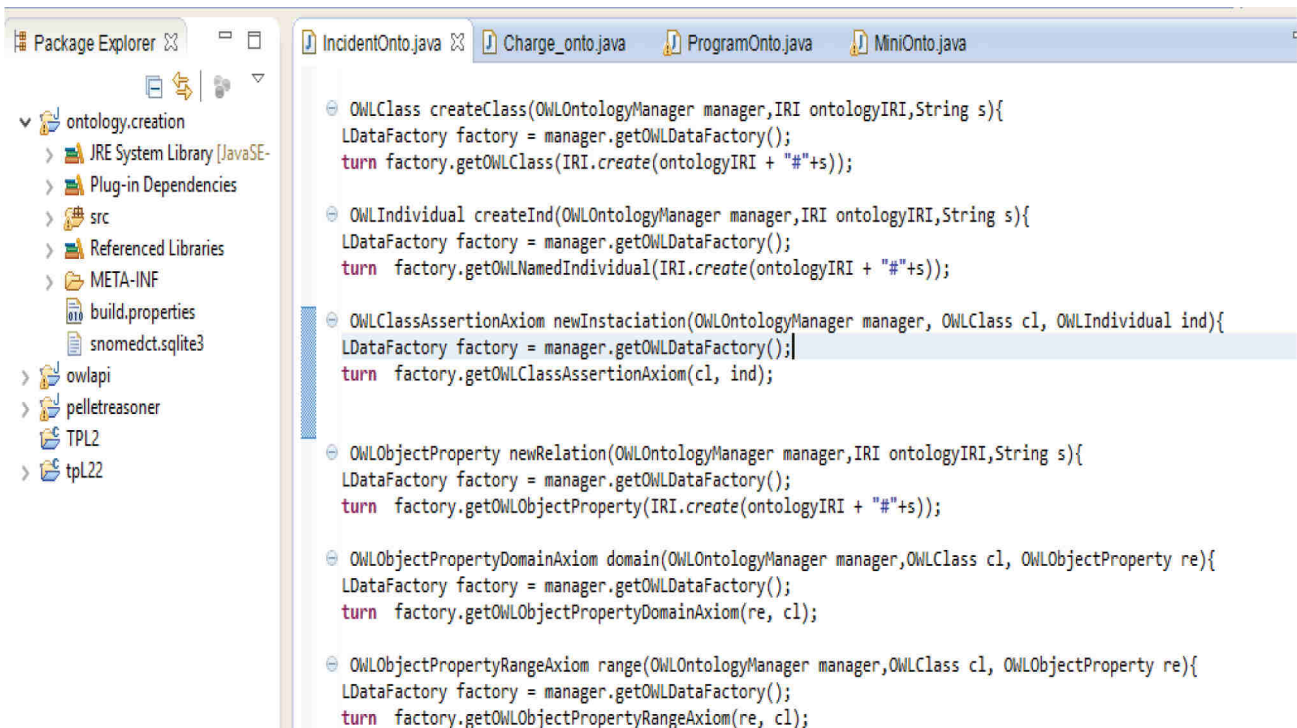 Package Explorer
ontology.creation
JRE System Library [JavaSE-
Plug-in Dependencies
src
Referenced Libraries
META-INF
build.properties
snomedct.sqlite3
owlapi
pelletreasoner
TPL2
tpL22
IncidentOnto.java Charge_onto.java ProgramOnto.java MiniOnto.java
OWLClass createClass(OWLOntologyManager manager,IRI ontologyIRI,String s){
LDataFactory factory = manager.getOWLDataFactory();
turn factory.getOWLClass(IRI.create(ontologyIRI + "#"+s));
OWLIndividual createInd(OWLOntologyManager manager,IRI ontologyIRI,String s){
LDataFactory factory = manager.getOWLDataFactory();
turn factory.getOWLNamedIndividual(IRI.create(ontologyIRI + "#"+s));
OWLClassAssertionAxiom newInstaciation(OWLOntologyManager manager, OWLClass cl, OWLIndividual ind){
LDataFactory factory = manager.getOWLDataFactory();
turn factory.getOWLClassAssertionAxiom(cl, ind);
OWLObjectProperty newRelation(OWLOntologyManager manager,IRI ontologyIRI,String s){
LDataFactory factory = manager.getOWLDataFactory();
turn factory.getOWLObjectProperty(IRI.create(ontologyIRI + "#"+s));
OWLObjectPropertyDomainAxiom domain(OWLOntologyManager manager,OWLClass cl, OWLObjectProperty re){
LDataFactory factory = manager.getOWLDataFactory();
turn factory.getOWLObjectPropertyDomainAxiom(re, cl);
OWLObjectPropertyRangeAxiom range(OWLOntologyManager manager,OWLClass cl, OWLObjectProperty re){
LDataFactory factory = manager.getOWLDataFactory();
turn factory.getOWLObjectPropertyRangeAxiom(re, cl);